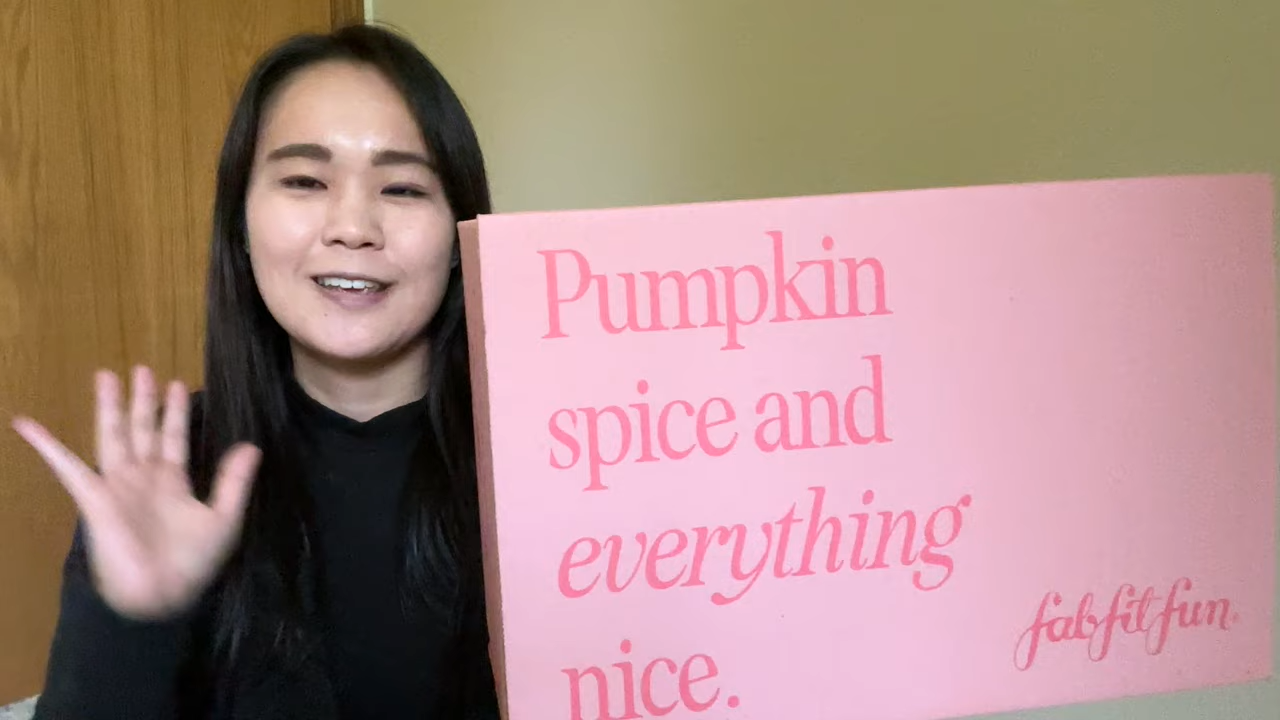 Pumpkin
spice and
everything
nice.
fabfitfun